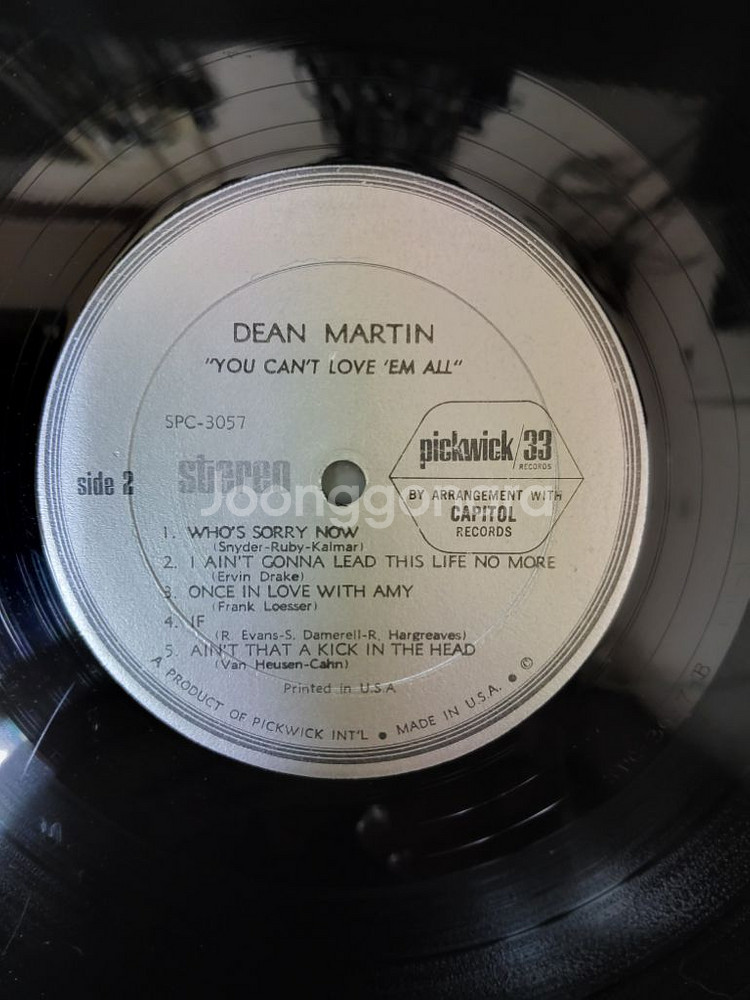 DEAN MARTIN
"YOU CAN'T LOVE 'EM ALL"
SPC-3057
pickwick/33
RECORDS
side 2
stereo
BY ARRANGEMENT WITH
CAPITOL
RECORDS
Joonggonara
1. WHO'S SORRY NOW
(Snyder-Ruby-Kalmar)
2. I AIN'T GONNA LEAD THIS LIFE NO MORE
(Ervin Drake)
3. ONCE IN LOVE WITH AMY
(Frank Loesser)
4. IF
(R. Evans-S. Damerell-R. Hargreaves)
5. AIN'T THAT A KICK IN THE HEAD
(Van Heusen-Cahn)
Printed in U.S.A
A PRODUCT OF PICKWICK INT'L ● MADE IN U.S.A. ● ©